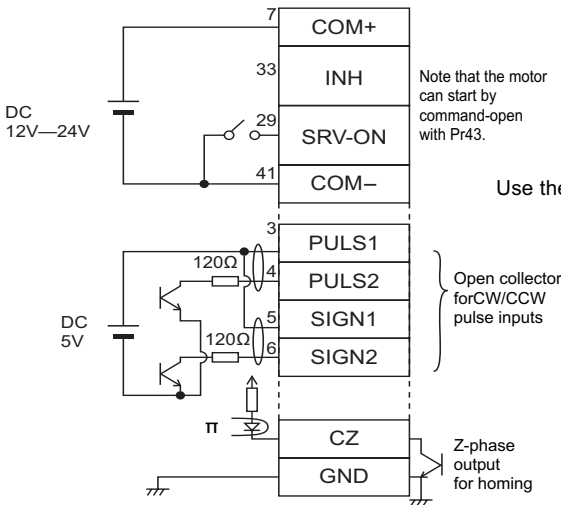 7
COM+
33
INH
Note that the motor
can start by
command-open
with Pr43.
DC
12V—24V
29
SRV-ON
41
COM–
Use the
3
PULS1
120Ω
4
PULS2
Open collector
forCW/CCW
pulse inputs
5
SIGN1
DC
5V
120Ω
6
SIGN2
π
CZ
Z-phase
output
for homing
GND